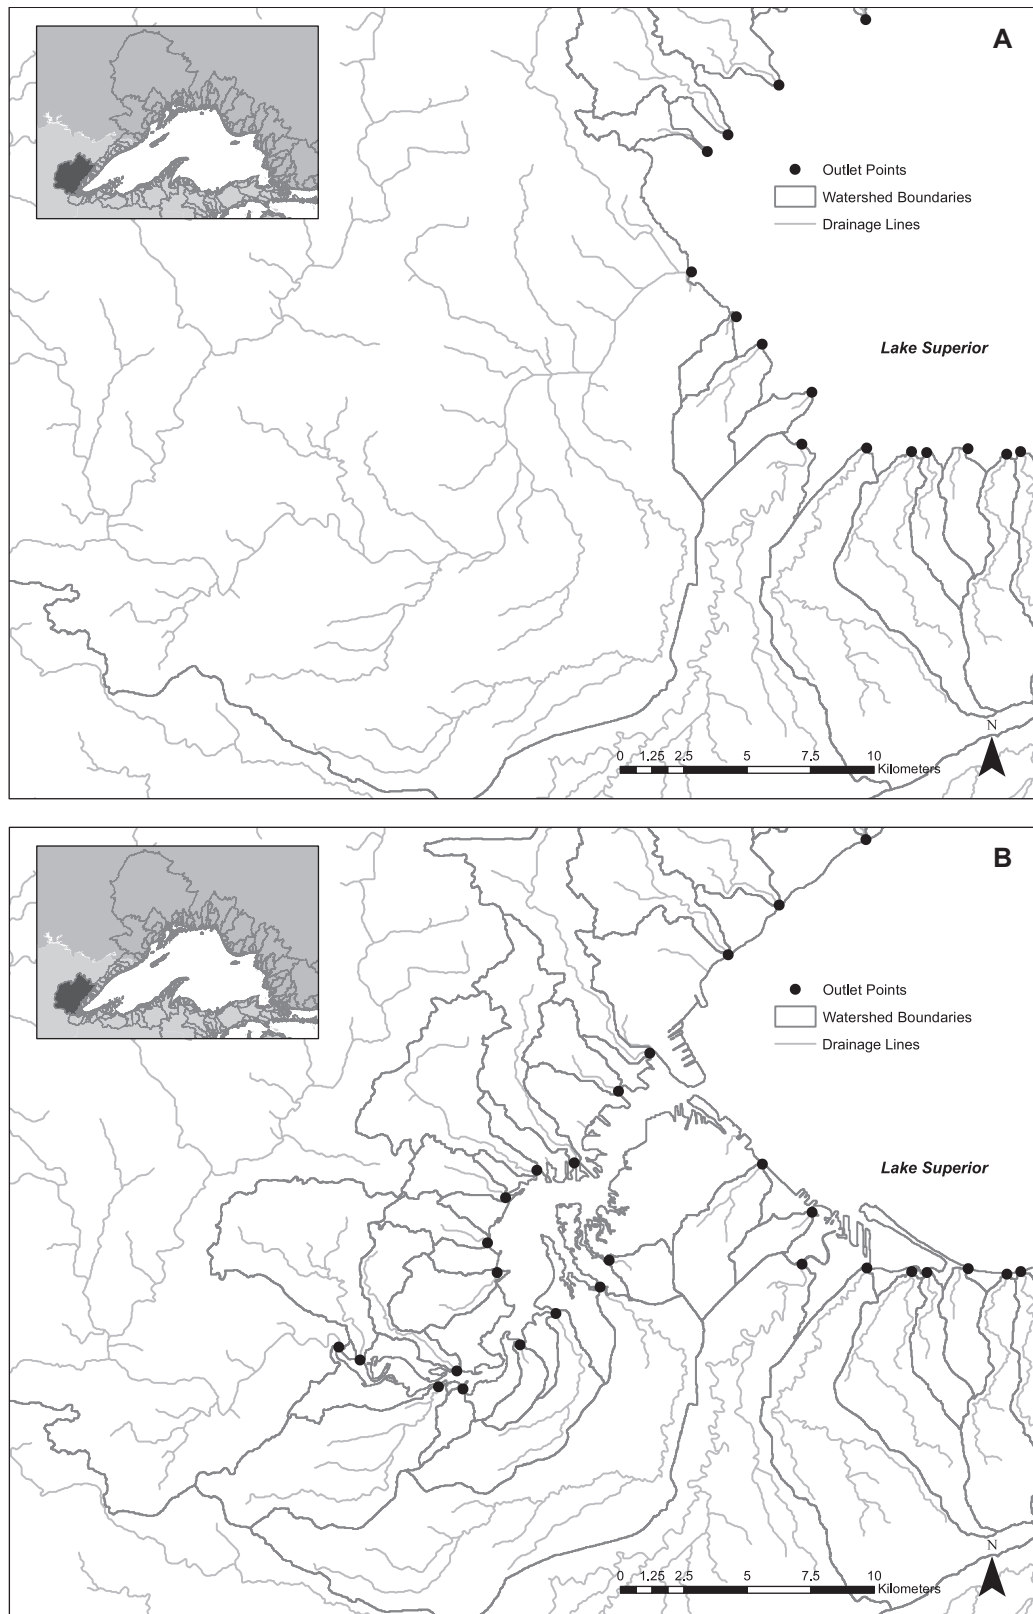 A
Outlet Points
Watershed Boundaries
Drainage Lines
Lake Superior
N
0 1.25 2.5 5 7.5 10
Kilometers
B
Outlet Points
Watershed Boundaries
Drainage Lines
Lake Superior
N
0 1.25 2.5 5 7.5 10
Kilometers